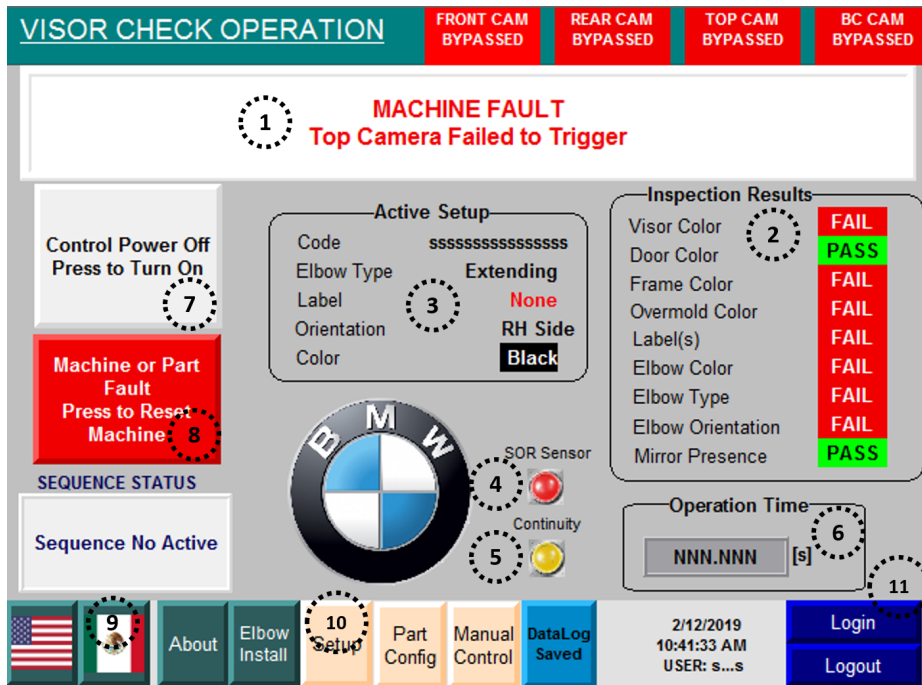 VISOR CHECK OPERATION
FRONT CAM
BYPASSED
REAR CAM
BYPASSED
TOP CAM
BYPASSED
BC CAM
BYPASSED
MACHINE FAULT
1
Top Camera Failed to Trigger
Control Power Off
Press to Turn On
7
Machine or Part
Fault
Press to Reset
Machine
8
SEQUENCE STATUS
Sequence No Active
Active Setup
Code ssssssssssssssss
Elbow Type Extending
Label 3 None
Orientation RH Side
Color Black
BMW
SOR Sensor
4
Continuity
5
Inspection Results
Visor Color 2 FAIL
Door Color PASS
Frame Color FAIL
Overmold Color FAIL
Label(s) FAIL
Elbow Color FAIL
Elbow Type FAIL
Elbow Orientation FAIL
Mirror Presence PASS
Operation Time
6
NNN.NNN [s]
11
9
About
Elbow
Install
10
Setup
Part
Config
Manual
Control
DataLog
Saved
2/12/2019
10:41:33 AM
USER: s...s
Login
Logout